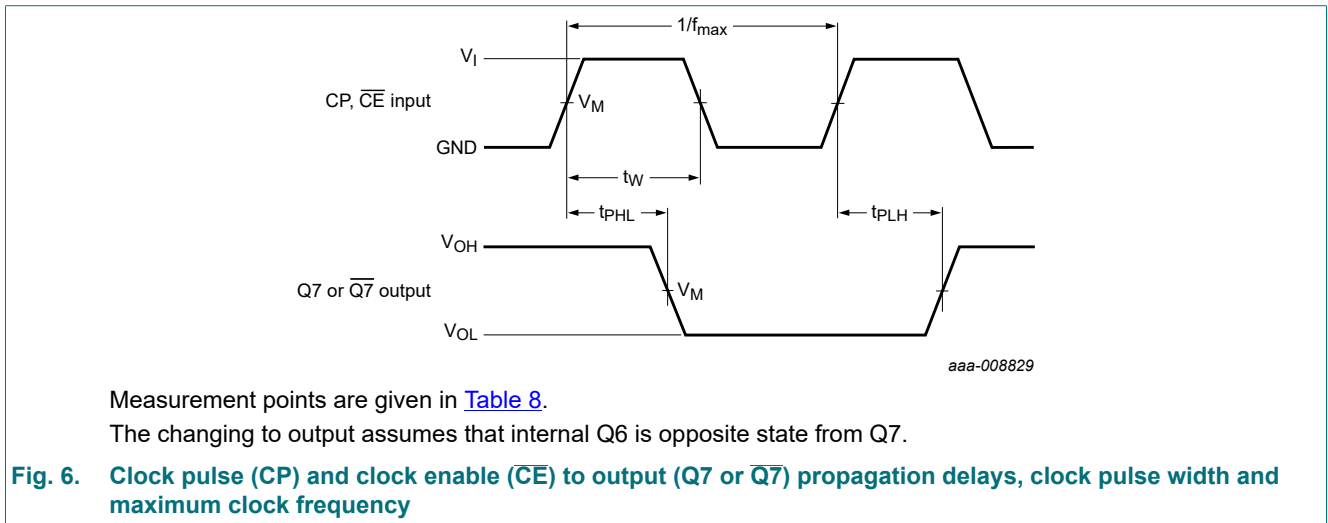 1/fmax
VI
CP, CE input
VM
GND
tW
tPHL
tPLH
VOH
Q7 or Q7 output
VM
VOL
aaa-008829
Measurement points are given in Table 8.
The changing to output assumes that internal Q6 is opposite state from Q7.
Fig. 6. Clock pulse (CP) and clock enable (CE) to output (Q7 or Q7) propagation delays, clock pulse width and
maximum clock frequency